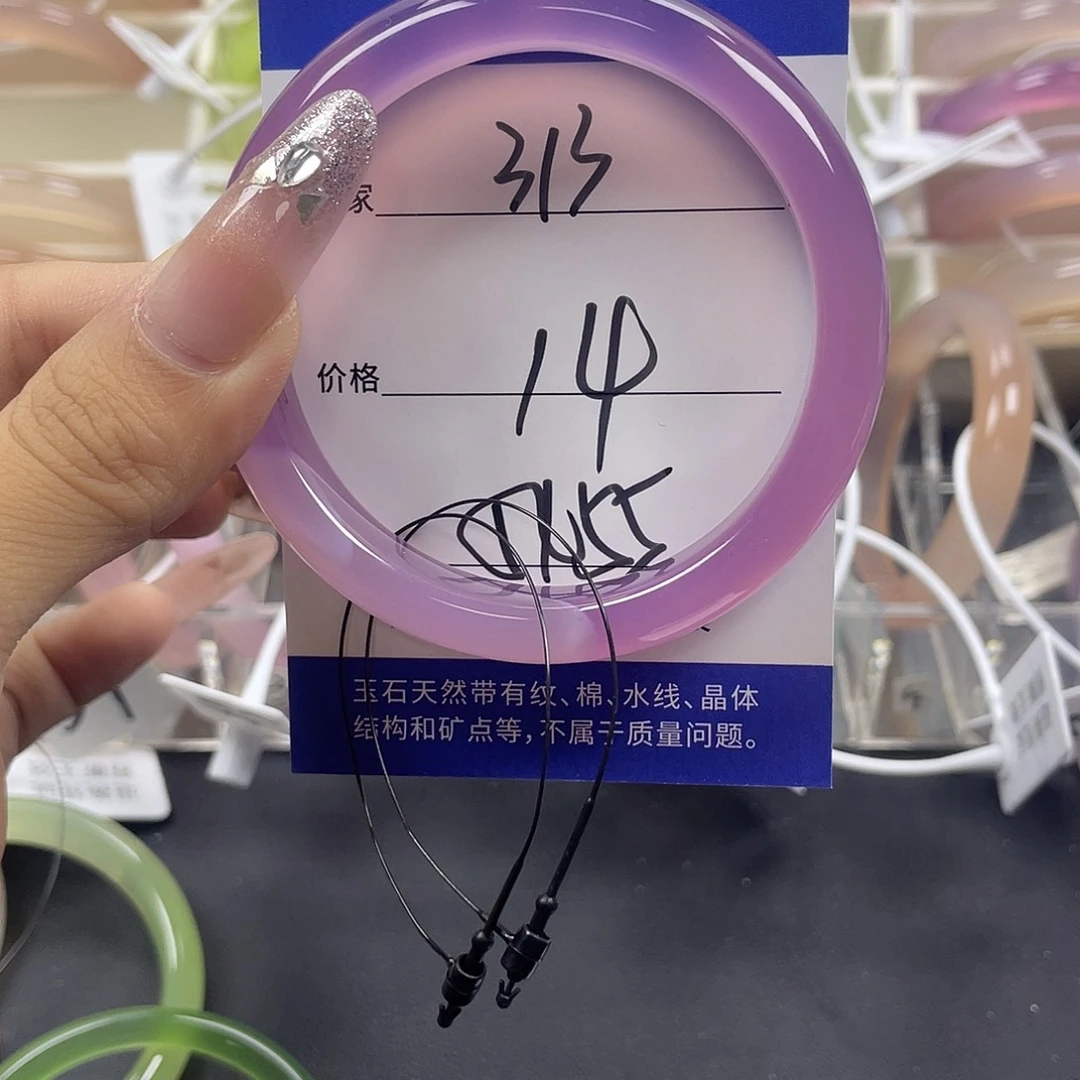 家 313
价格 14
玉石天然带有纹、棉、水线、晶体
结构和矿点等,不属于质量问题。